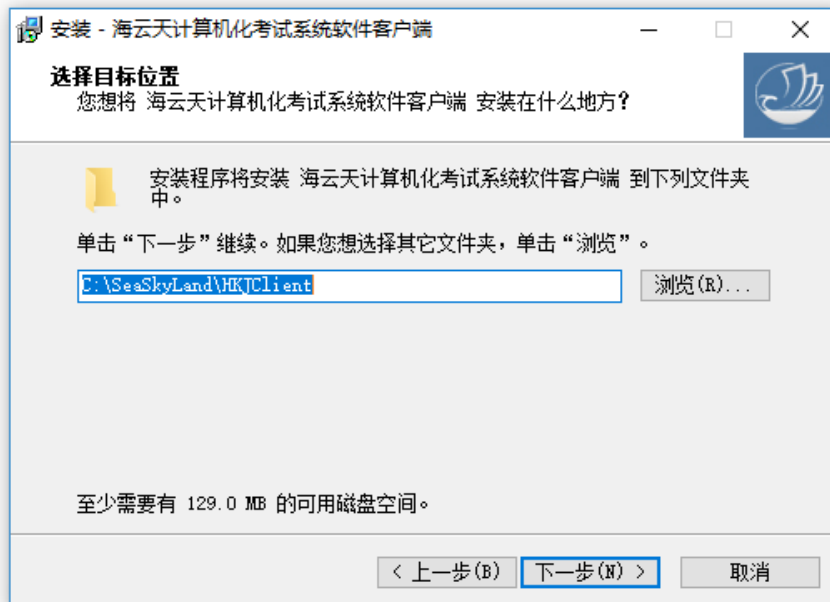 安装 - 海云天计算机化考试系统软件客户端
选择目标位置
您想将 海云天计算机化考试系统软件客户端 安装在什么地方?
安装程序将安装 海云天计算机化考试系统软件客户端 到下列文件夹
中。
单击“下一步”继续。如果您想选择其它文件夹，单击“浏览”。
C:\SeaSkyLand\HKJClient
浏览(R)...
至少需要有 129.0 MB 的可用磁盘空间。
< 上一步(B) 下一步(N) > 取消